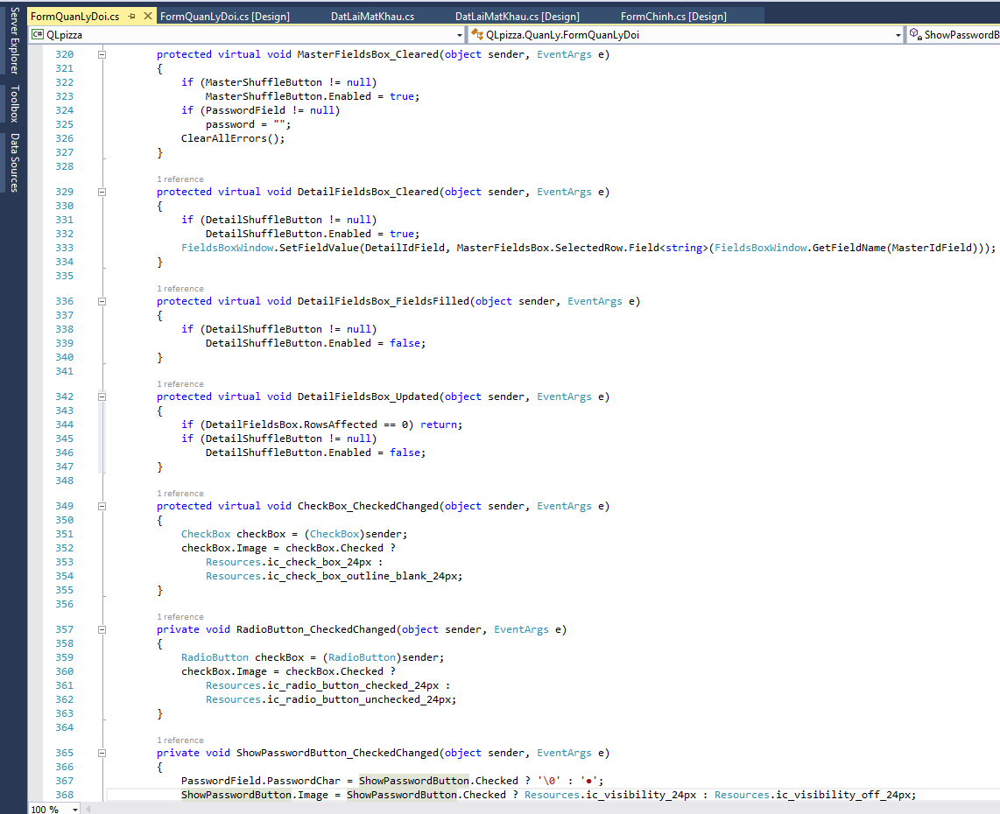 FormQuanLyDoi.cs
FormQuanLyDoi.cs [Design]
DatLaiMatKhau.cs
DatLaiMatKhau.cs [Design]
FormChinh.cs [Design]
Server Explorer
Toolbox
Data Sources
C# QLpizza
QLpizza.QuanLy.FormQuanLyDoi
ShowPasswordB
320 protected virtual void MasterFieldsBox_Cleared(object sender, EventArgs e)
321 {
322 if (MasterShuffleButton != null)
323 MasterShuffleButton.Enabled = true;
324 if (PasswordField != null)
325 password = "";
326 ClearAllErrors();
327 }
328
1 reference
329 protected virtual void DetailFieldsBox_Cleared(object sender, EventArgs e)
330 {
331 if (DetailShuffleButton != null)
332 DetailShuffleButton.Enabled = true;
333 FieldsBoxWindow.SetFieldValue(DetailIdField, MasterFieldsBox.SelectedRow.Field<string>(FieldsBoxWindow.GetFieldName(MasterIdField)));
334 }
335
1 reference
336 protected virtual void DetailFieldsBox_FieldsFilled(object sender, EventArgs e)
337 {
338 if (DetailShuffleButton != null)
339 DetailShuffleButton.Enabled = false;
340 }
341
1 reference
342 protected virtual void DetailFieldsBox_Updated(object sender, EventArgs e)
343 {
344 if (DetailFieldsBox.RowsAffected == 0) return;
345 if (DetailShuffleButton != null)
346 DetailShuffleButton.Enabled = false;
347 }
348
1 reference
349 protected virtual void CheckBox_CheckedChanged(object sender, EventArgs e)
350 {
351 CheckBox checkBox = (CheckBox)sender;
352 checkBox.Image = checkBox.Checked ?
353 Resources.ic_check_box_24px :
354 Resources.ic_check_box_outline_blank_24px;
355 }
356
1 reference
357 private void RadioButton_CheckedChanged(object sender, EventArgs e)
358 {
359 RadioButton checkBox = (RadioButton)sender;
360 checkBox.Image = checkBox.Checked ?
361 Resources.ic_radio_button_checked_24px :
362 Resources.ic_radio_button_unchecked_24px;
363 }
364
1 reference
365 private void ShowPasswordButton_CheckedChanged(object sender, EventArgs e)
366 {
367 PasswordField.PasswordChar = ShowPasswordButton.Checked ? '\0' : '●';
368 ShowPasswordButton.Image = ShowPasswordButton.Checked ? Resources.ic_visibility_24px : Resources.ic_visibility_off_24px;
100 %